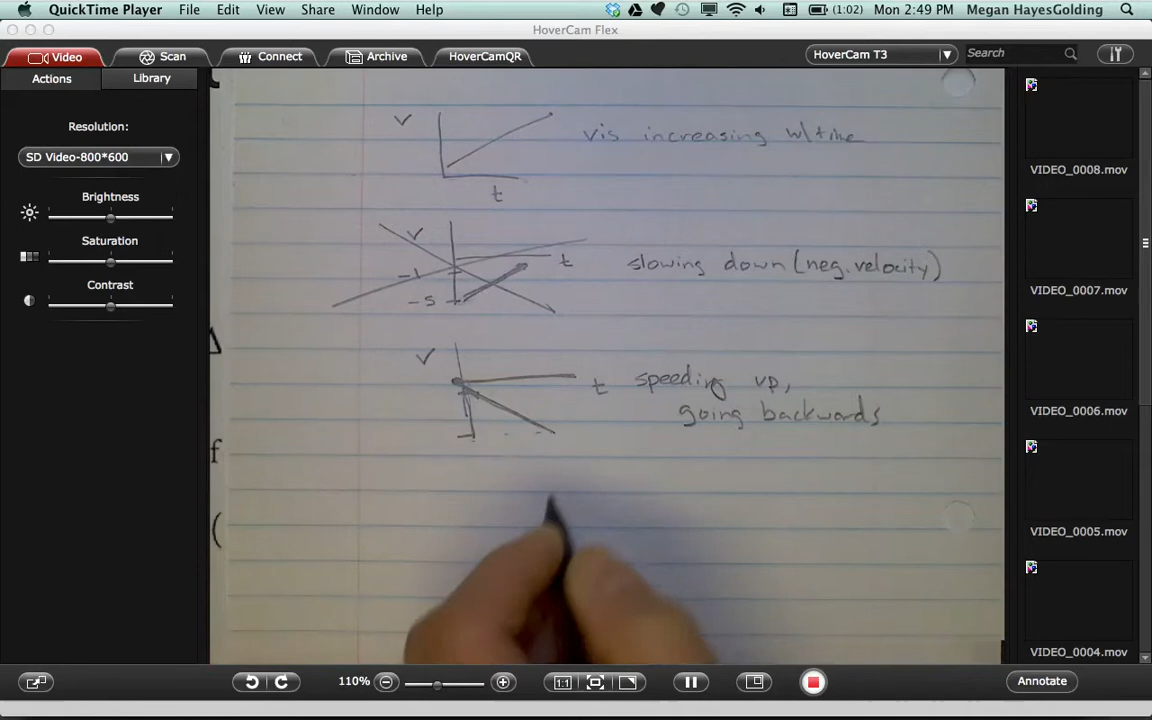 QuickTime Player File Edit View Share Window Help (1:02) Mon 2:49 PM Megan HayesGolding
HoverCam Flex
Video Scan Connect Archive HoverCamQR HoverCam T3 Search
Actions Library
Resolution:
SD Video-800*600
Brightness
Saturation
Contrast
v
t
v is increasing w/time
v
t
-1
-5
slowing down (neg. velocity)
v
t
speeding up,
going backwards
f
(
VIDEO_0008.mov
VIDEO_0007.mov
VIDEO_0006.mov
VIDEO_0005.mov
VIDEO_0004.mov
110% 1:1 Annotate